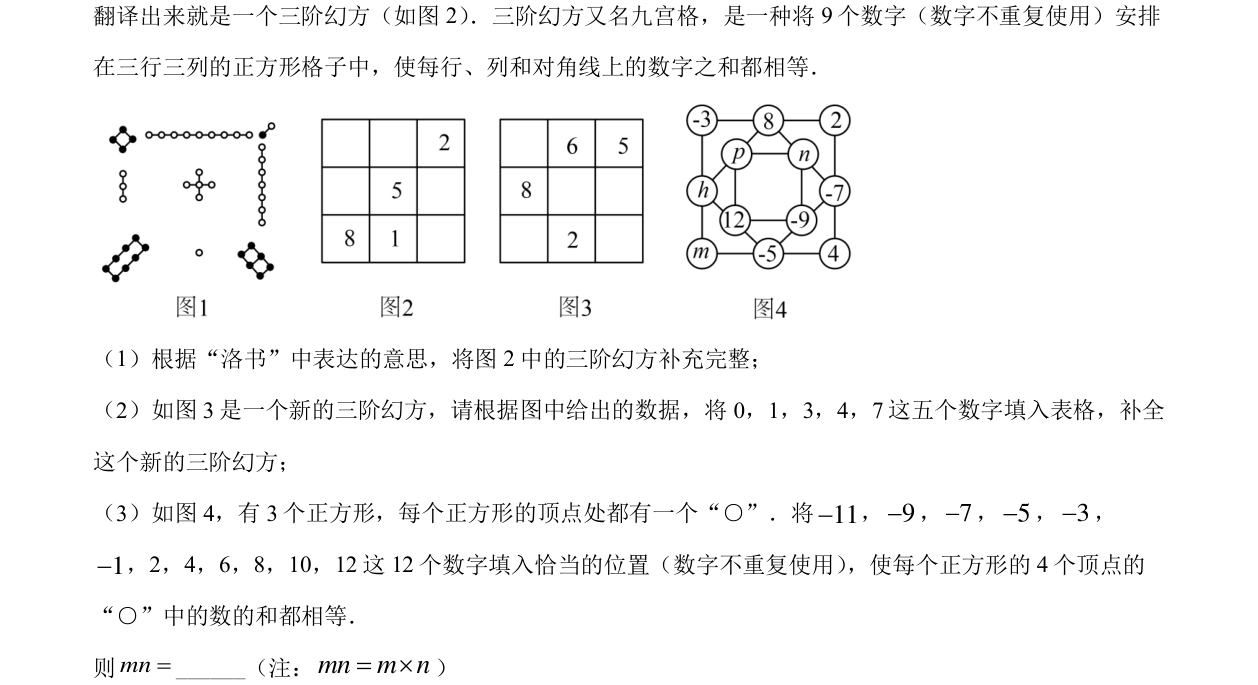 翻译出来就是一个三阶幻方（如图 2）．三阶幻方又名九宫格，是一种将 9 个数字（数字不重复使用）安排
在三行三列的正方形格子中，使每行、列和对角线上的数字之和都相等．
2
5
8 1
6 5
8
2
-3 8 2
p n
h -7
12 -9
m -5 4
图1 图2 图3 图4
（1）根据“洛书”中表达的意思，将图 2 中的三阶幻方补充完整；
（2）如图 3 是一个新的三阶幻方，请根据图中给出的数据，将 0，1，3，4，7 这五个数字填入表格，补全
这个新的三阶幻方；
（3）如图 4，有 3 个正方形，每个正方形的顶点处都有一个“○”．将 −11， −9， −7， −5， −3，
−1，2，4，6，8，10，12 这 12 个数字填入恰当的位置（数字不重复使用），使每个正方形的 4 个顶点的
“○”中的数的和都相等．
则 mn = ______（注： mn = m×n ）